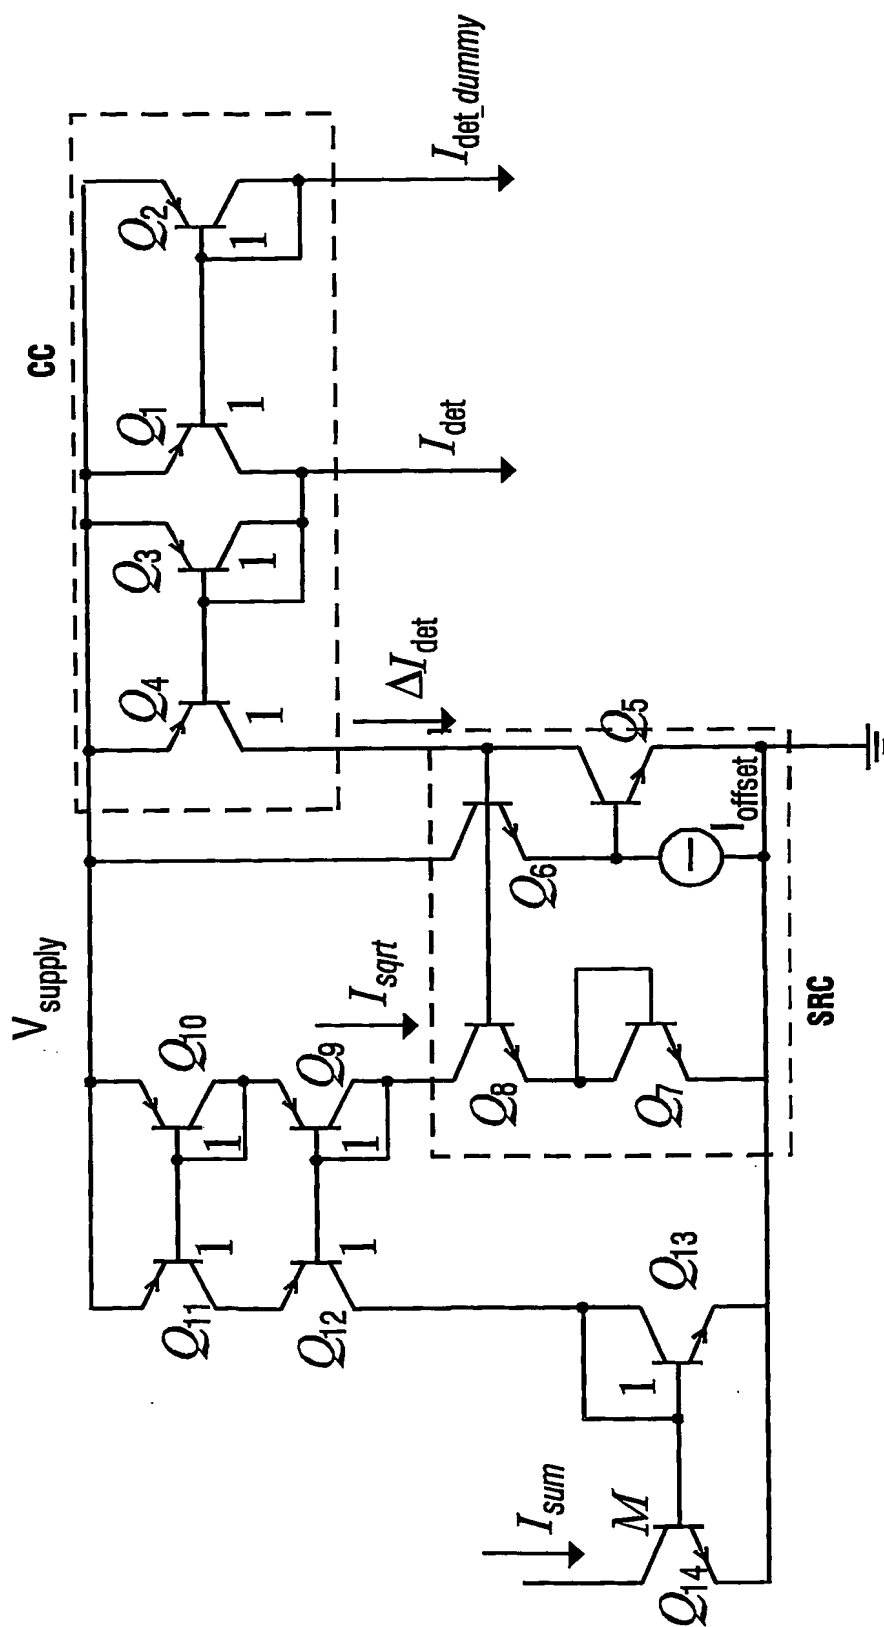 V_supply
CC
Q_10
Q_11
1
1
Q_9
Q_12
1
1
I_sqrt
Q_4
1
Q_3
1
Q_1
1
Q_2
1
ΔI_det
I_det
I_det_dummy
Q_8
Q_7
Q_6
Q_5
I_offset
SRC
I_sum
M
Q_14
1
Q_13